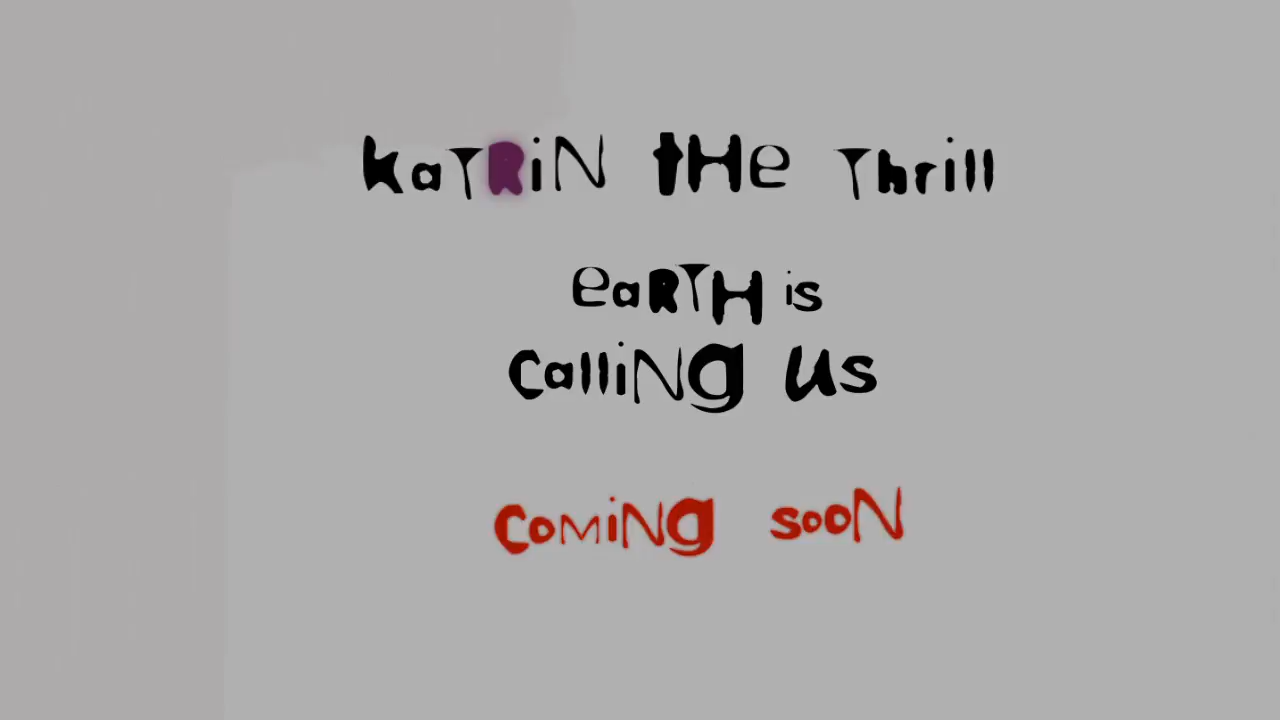 KaTRiN tHe Thrill
eaRTH is
CalliNg us
CoMiNg sooN